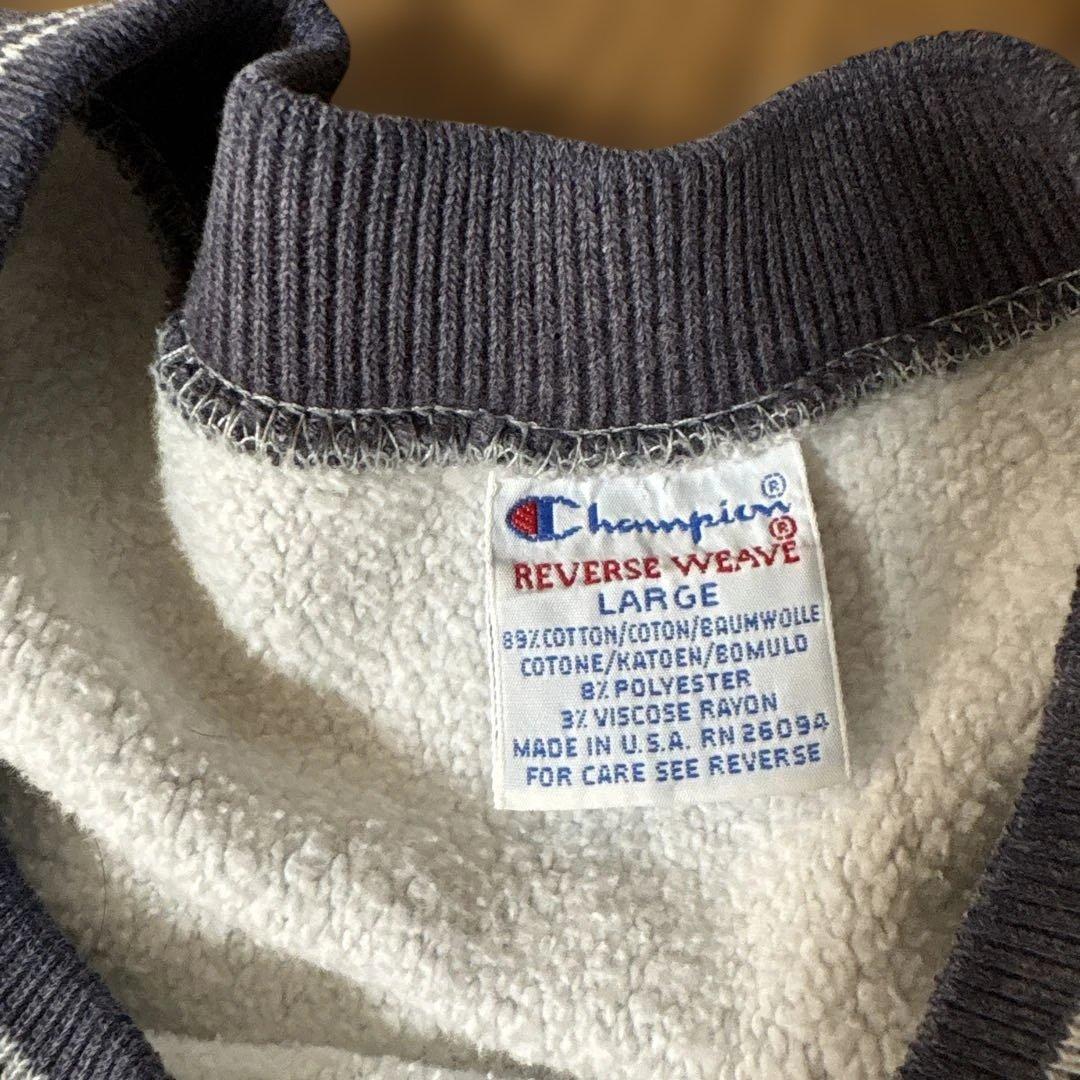 Champion®
REVERSE WEAVE®
LARGE
89% COTTON/COTON/BAUMWOLLE
COTONE/KATOEN/BOMULD
8% POLYESTER
3% VISCOSE RAYON
MADE IN U.S.A. RN 26094
FOR CARE SEE REVERSE